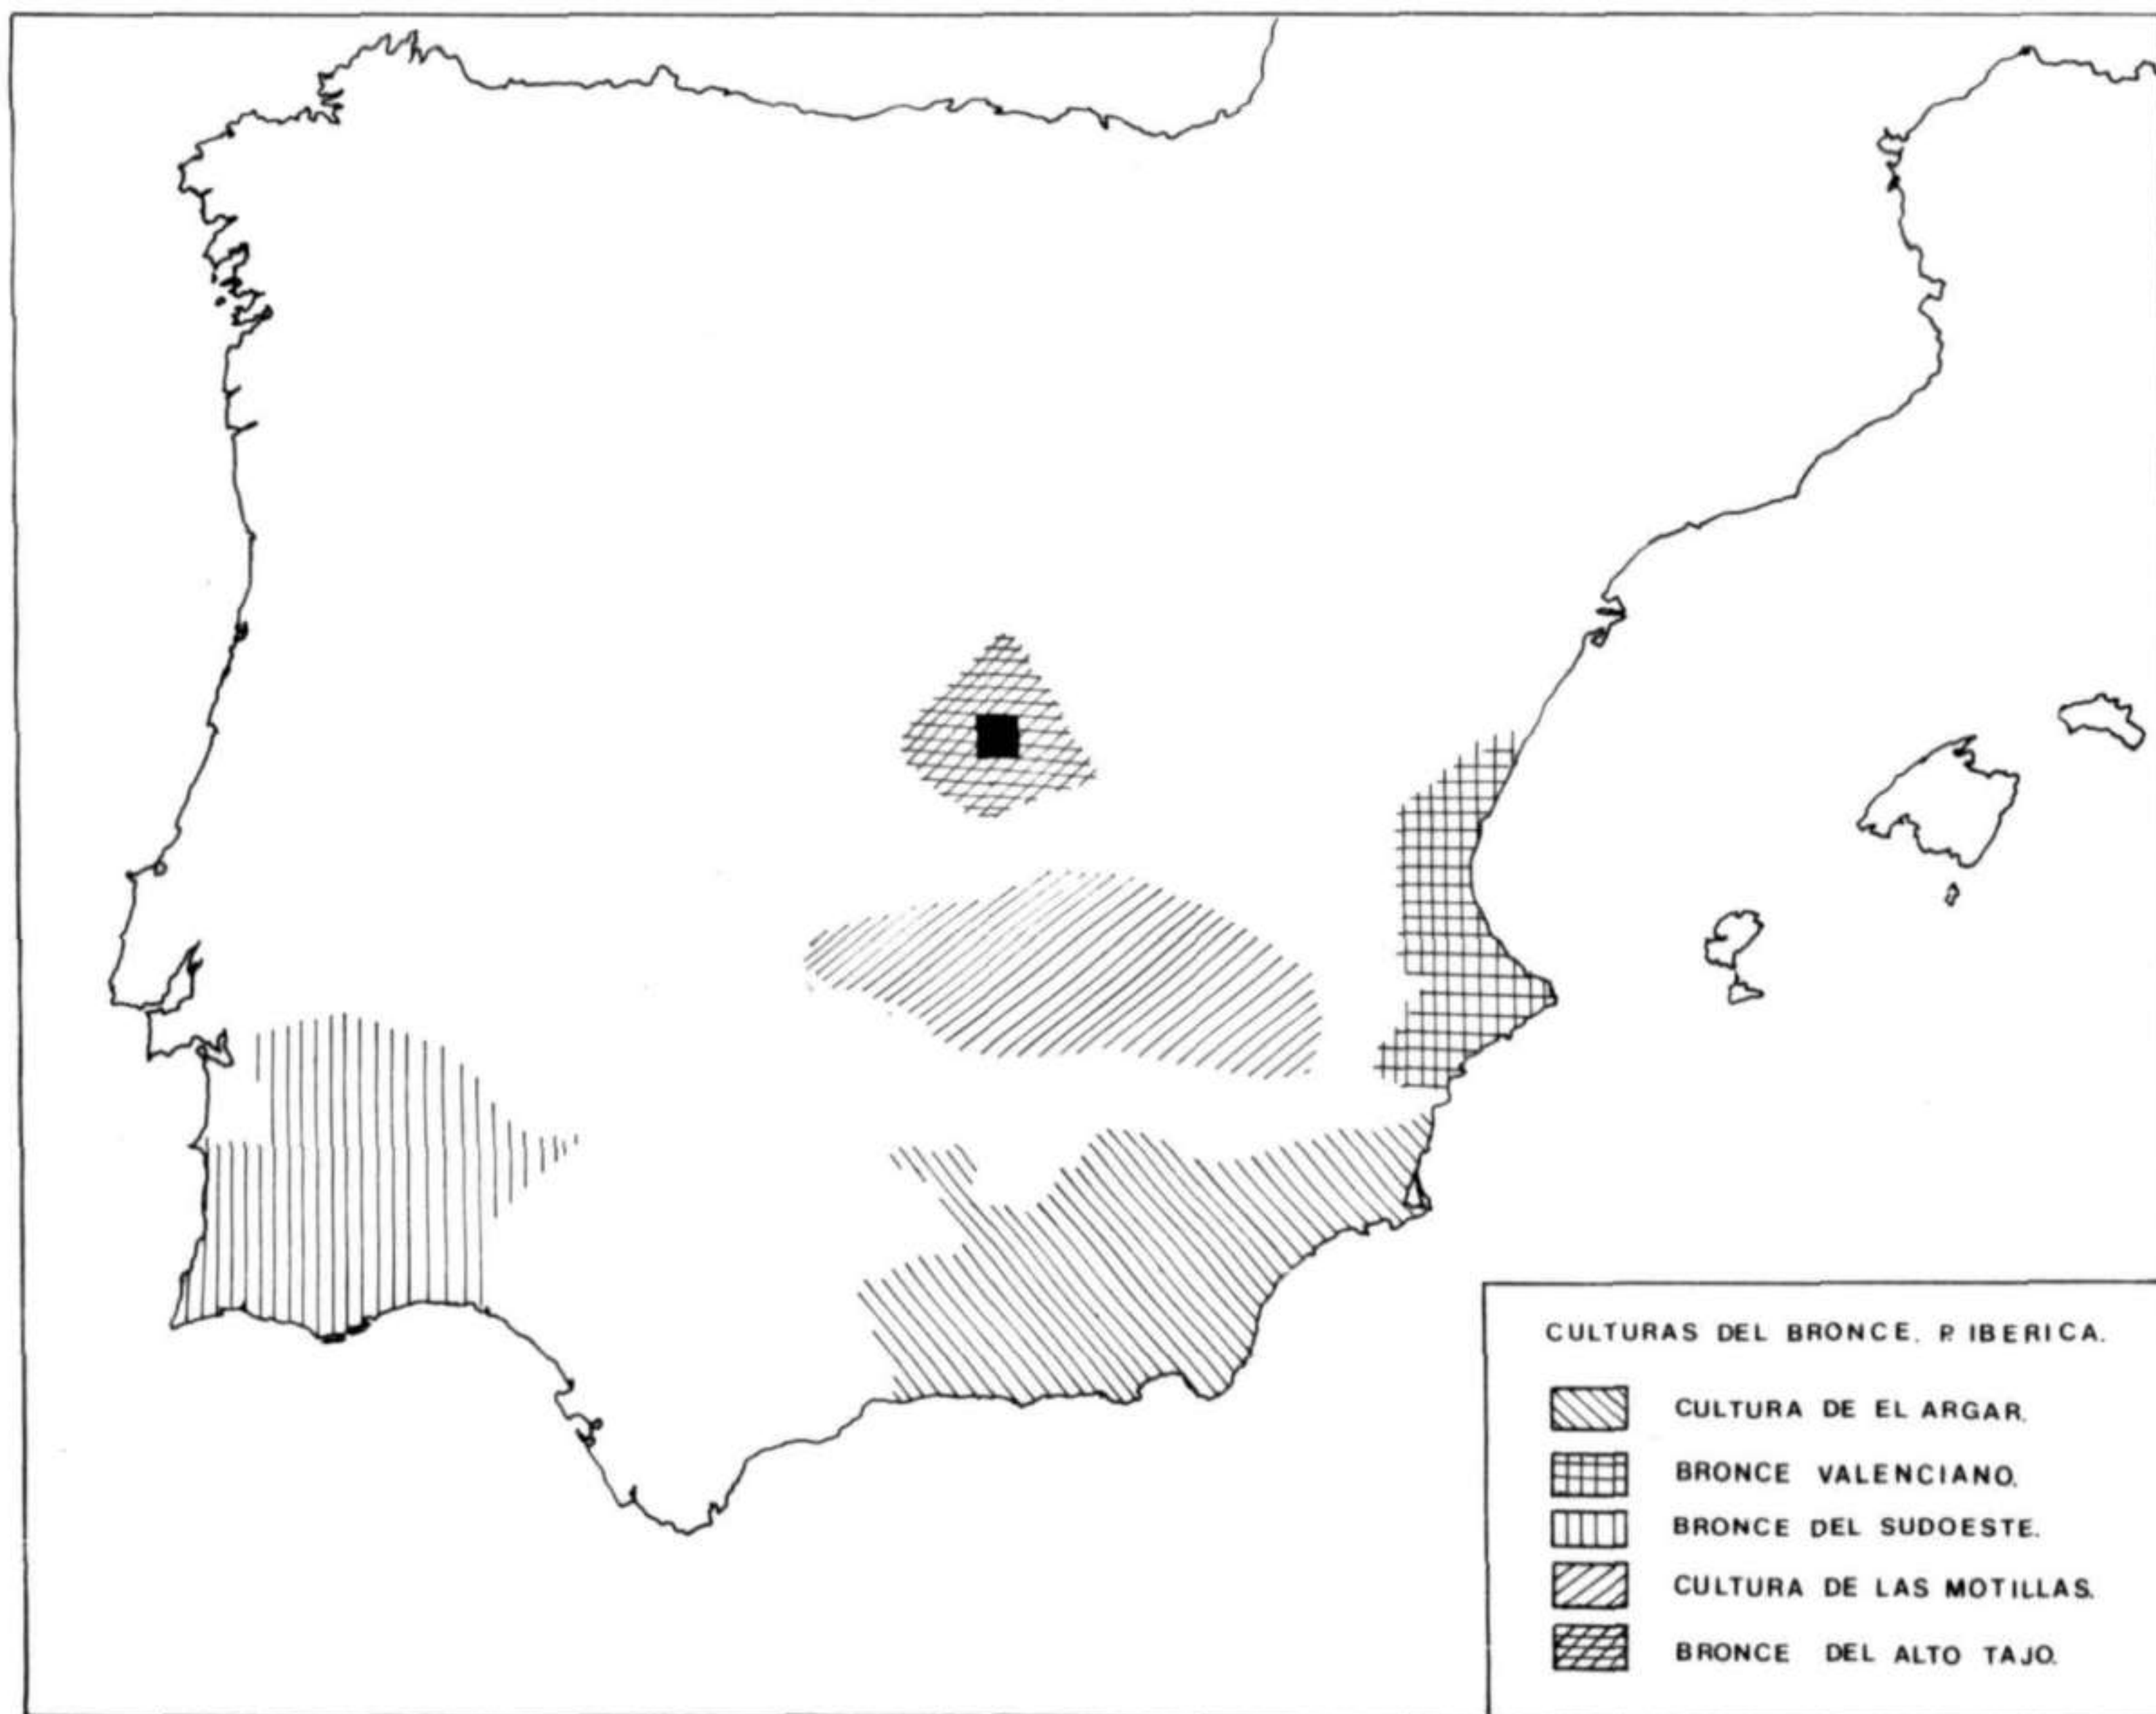 CULTURAS DEL BRONCE. P. IBERICA.
CULTURA DE EL ARGAR.
BRONCE VALENCIANO.
BRONCE DEL SUDOESTE.
CULTURA DE LAS MOTILLAS.
BRONCE DEL ALTO TAJO.